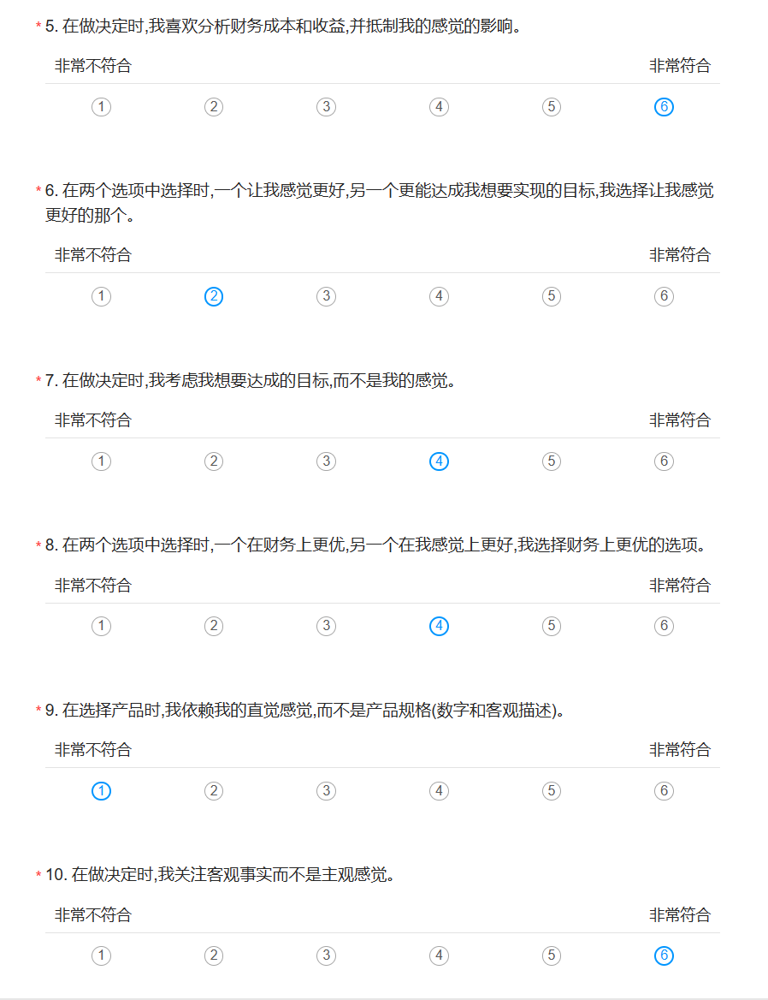 * 5. 在做决定时,我喜欢分析财务成本和收益,并抵制我的感觉的影响。
非常不符合 非常符合
1 2 3 4 5 6
* 6. 在两个选项中选择时,一个让我感觉更好,另一个更能达成我想要实现的目标,我选择让我感觉
更好的那个。
非常不符合 非常符合
1 2 3 4 5 6
* 7. 在做决定时,我考虑我想要达成的目标,而不是我的感觉。
非常不符合 非常符合
1 2 3 4 5 6
* 8. 在两个选项中选择时,一个在财务上更优,另一个在我感觉上更好,我选择财务上更优的选项。
非常不符合 非常符合
1 2 3 4 5 6
* 9. 在选择产品时,我依赖我的直觉感觉,而不是产品规格(数字和客观描述)。
非常不符合 非常符合
1 2 3 4 5 6
* 10. 在做决定时,我关注客观事实而不是主观感觉。
非常不符合 非常符合
1 2 3 4 5 6